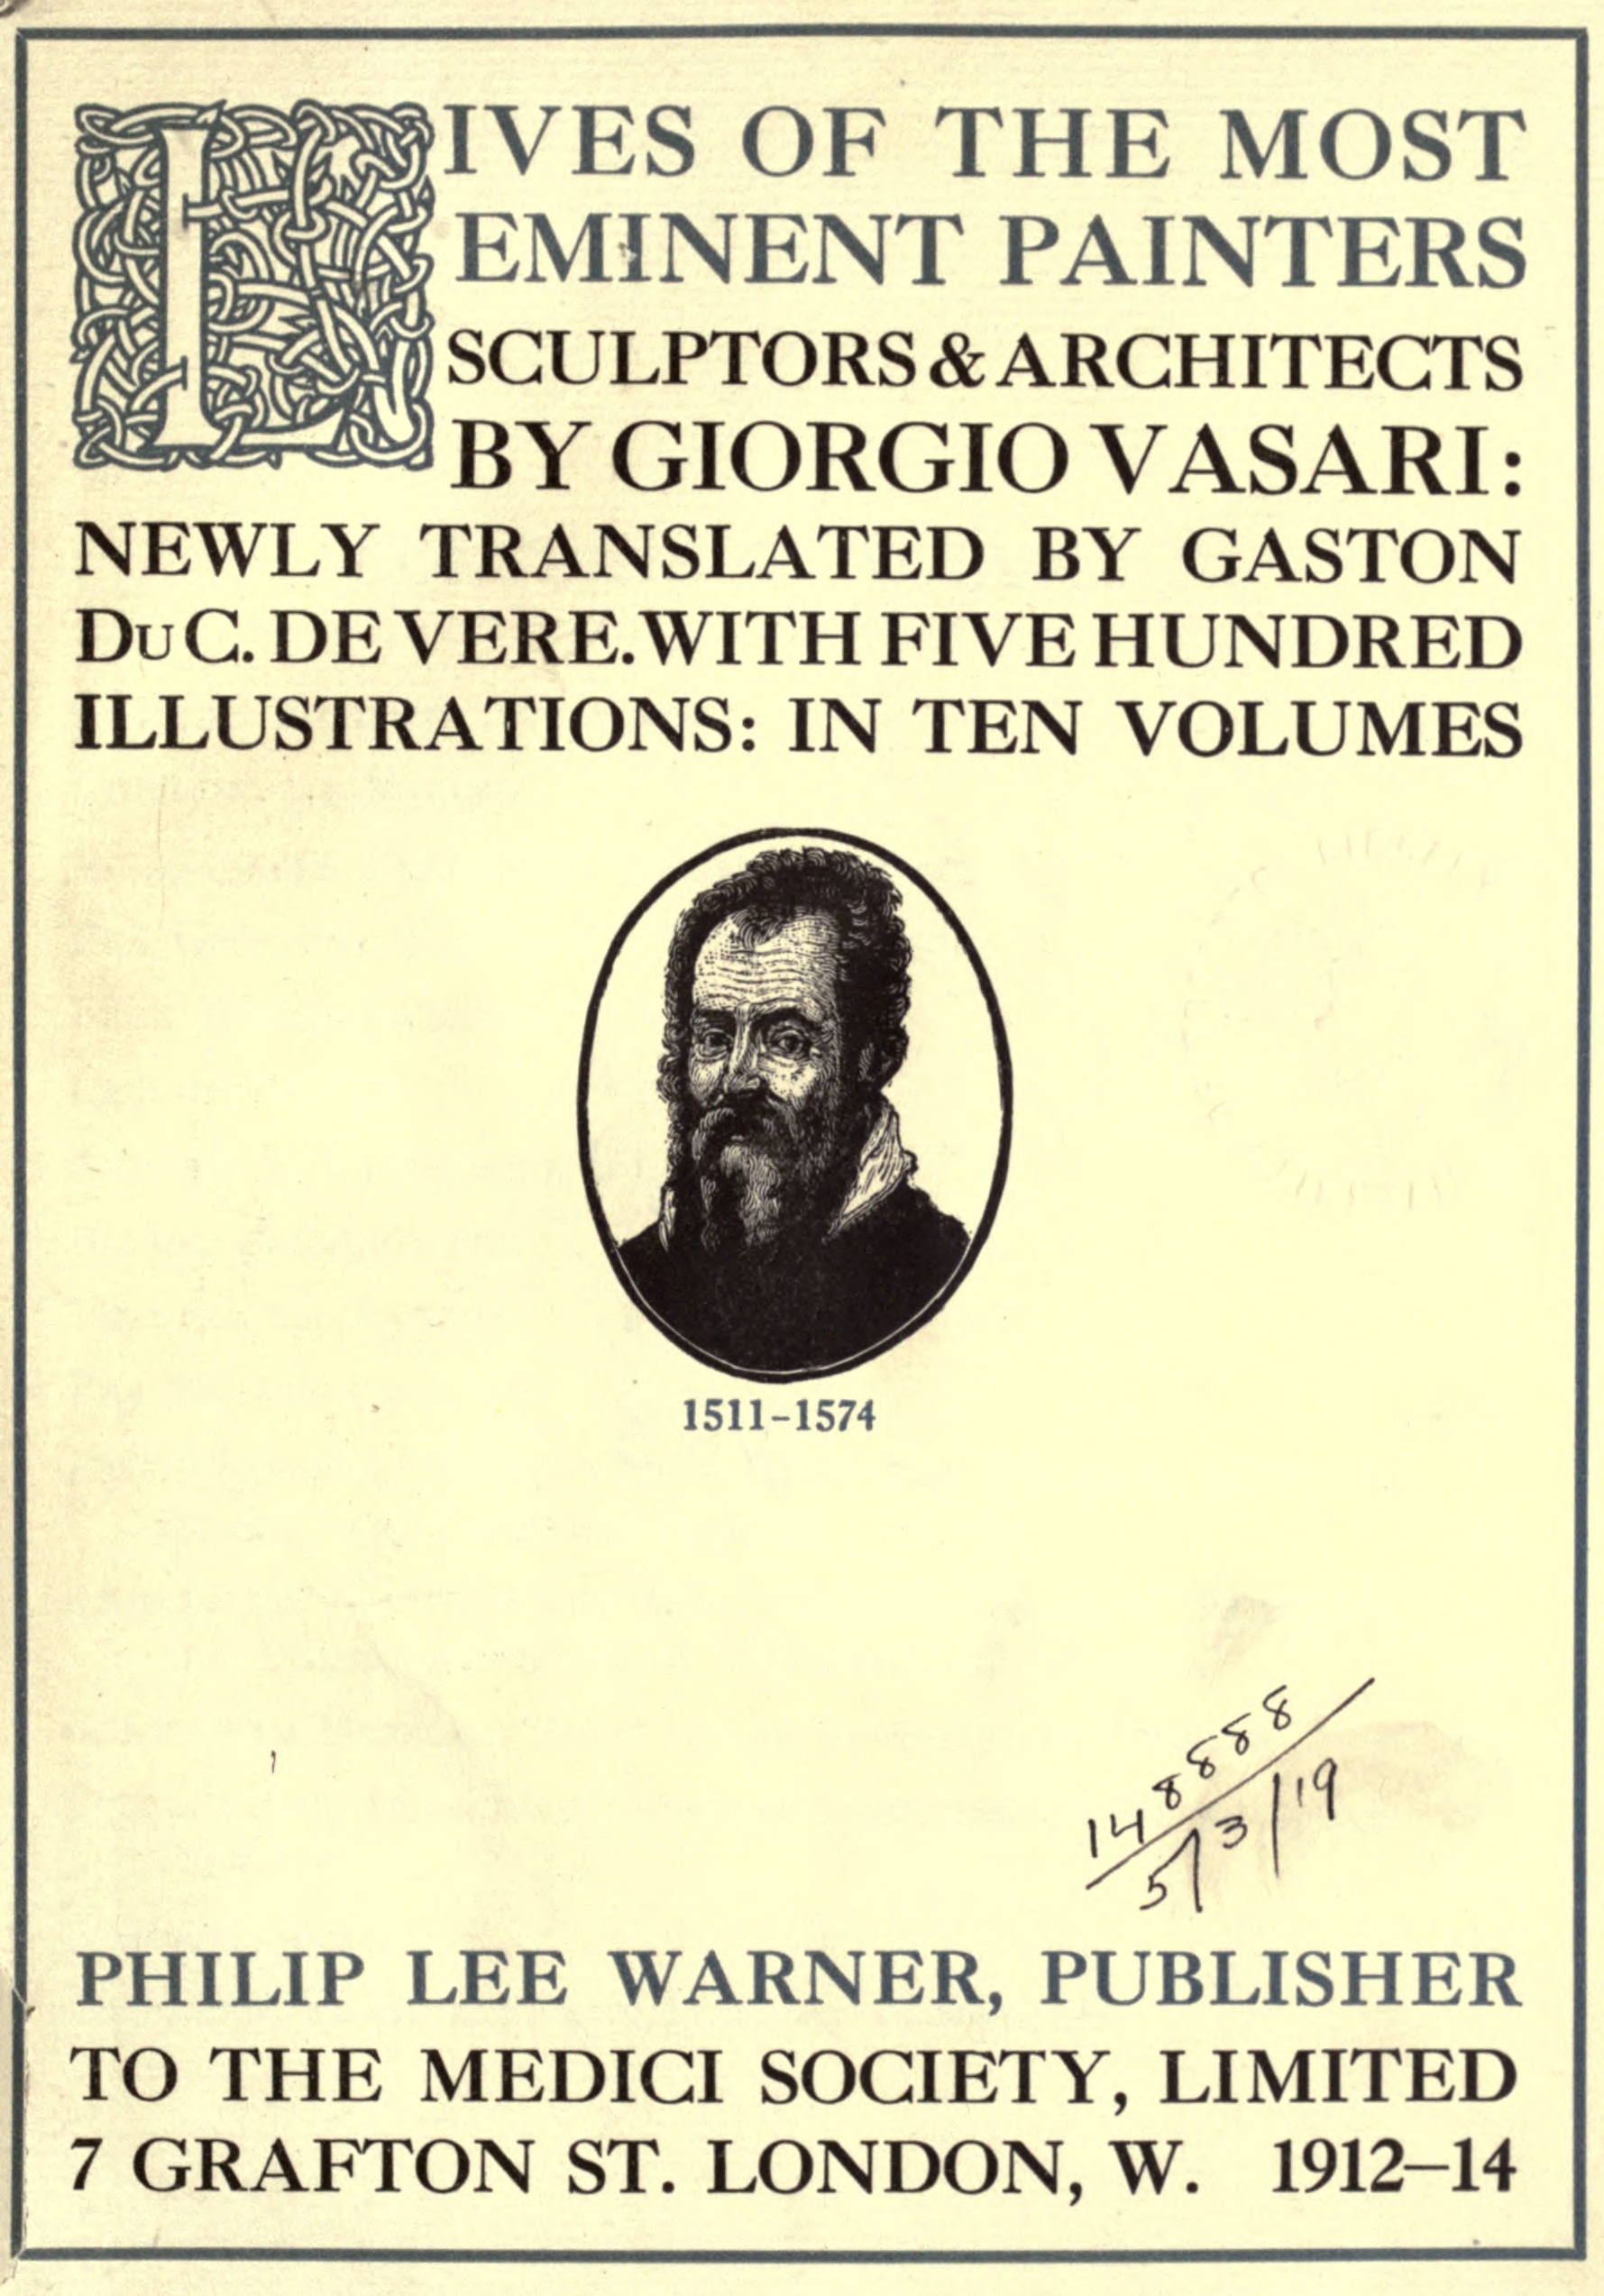 LIVES OF THE MOST
EMINENT PAINTERS
SCULPTORS & ARCHITECTS
BY GIORGIO VASARI:
NEWLY TRANSLATED BY GASTON
DU C. DE VERE. WITH FIVE HUNDRED
ILLUSTRATIONS: IN TEN VOLUMES
1511-1574
148888
5/3/19
PHILIP LEE WARNER, PUBLISHER
TO THE MEDICI SOCIETY, LIMITED
7 GRAFTON ST. LONDON, W. 1912–14